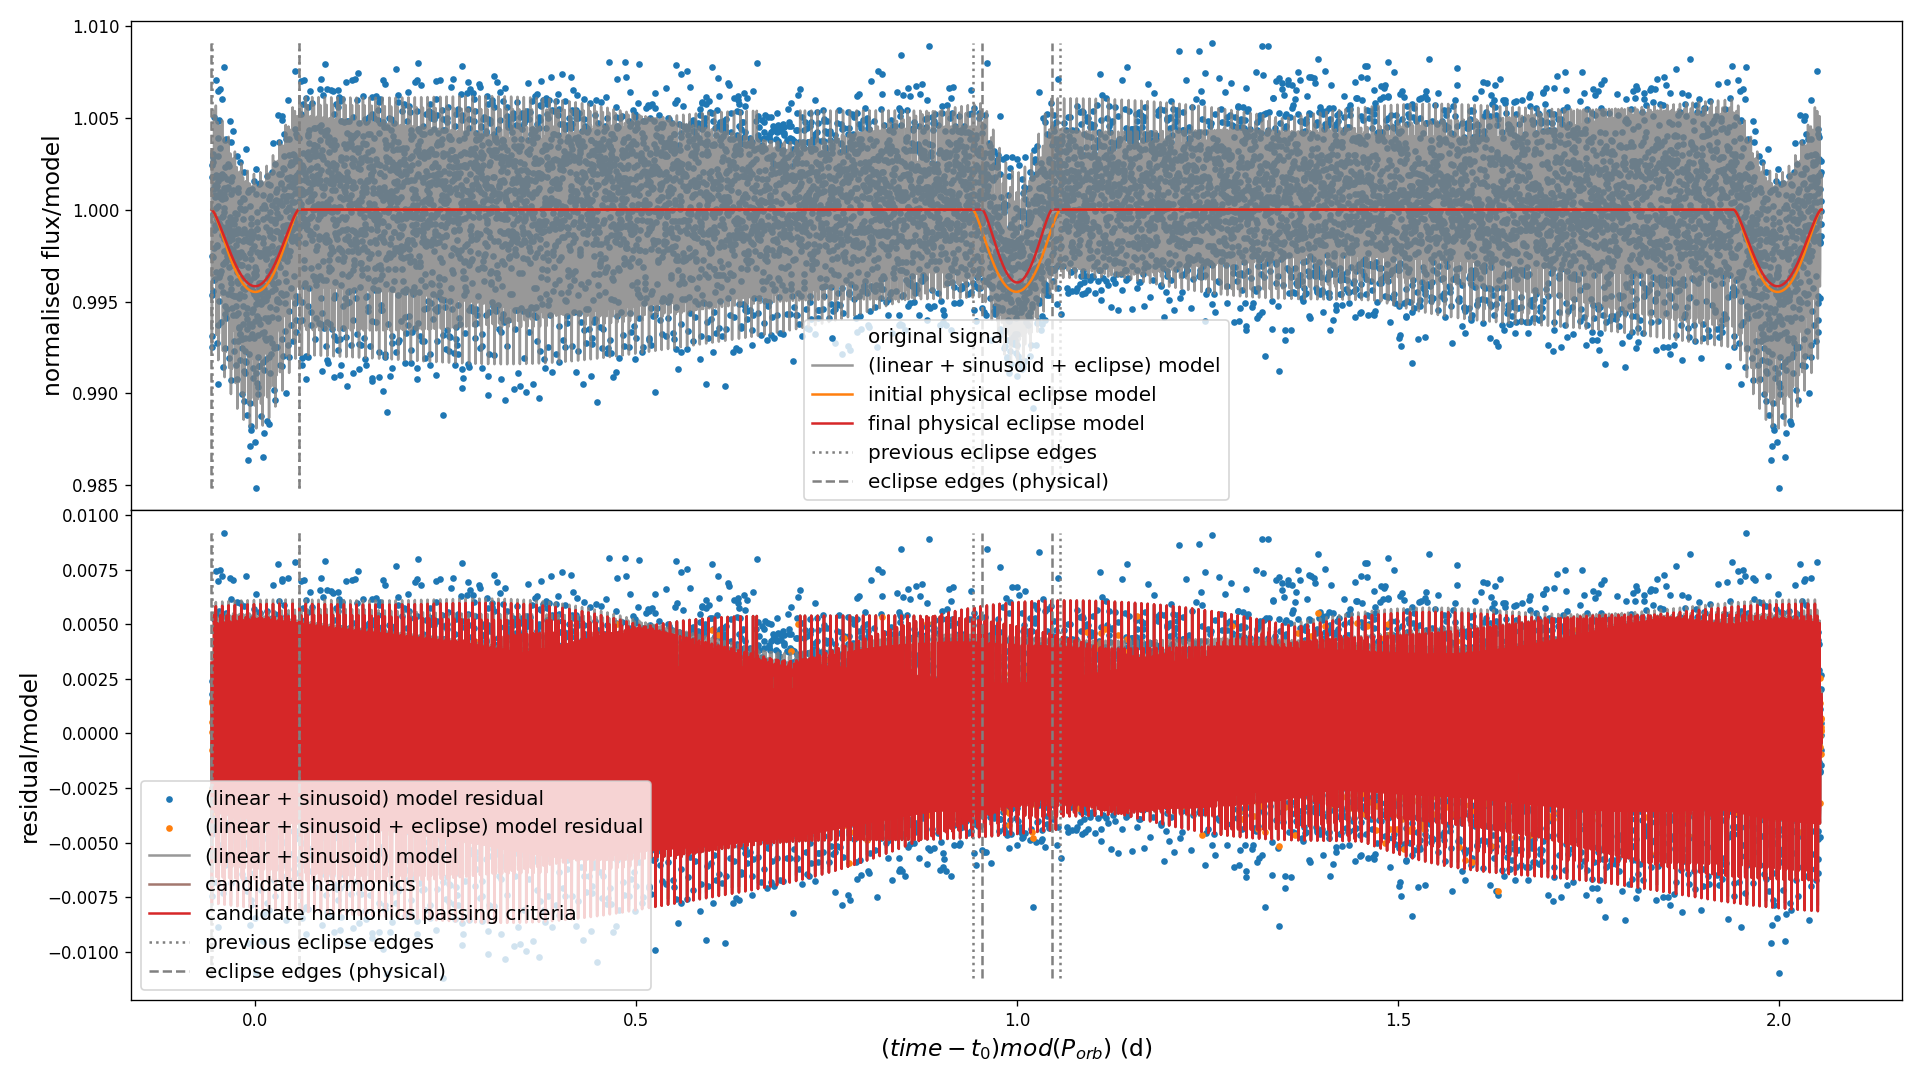 1.010
1.005
1.000
0.995
0.990
0.985
normalised flux/model
original signal
(linear + sinusoid + eclipse) model
initial physical eclipse model
final physical eclipse model
previous eclipse edges
eclipse edges (physical)
0.0100
0.0075
0.0050
0.0025
0.0000
−0.0025
−0.0050
−0.0075
−0.0100
residual/model
(linear + sinusoid) model residual
(linear + sinusoid + eclipse) model residual
(linear + sinusoid) model
candidate harmonics
candidate harmonics passing criteria
previous eclipse edges
eclipse edges (physical)
0.0 0.5 1.0 1.5 2.0
(time − t₀)mod(Pₒᵣb) (d)